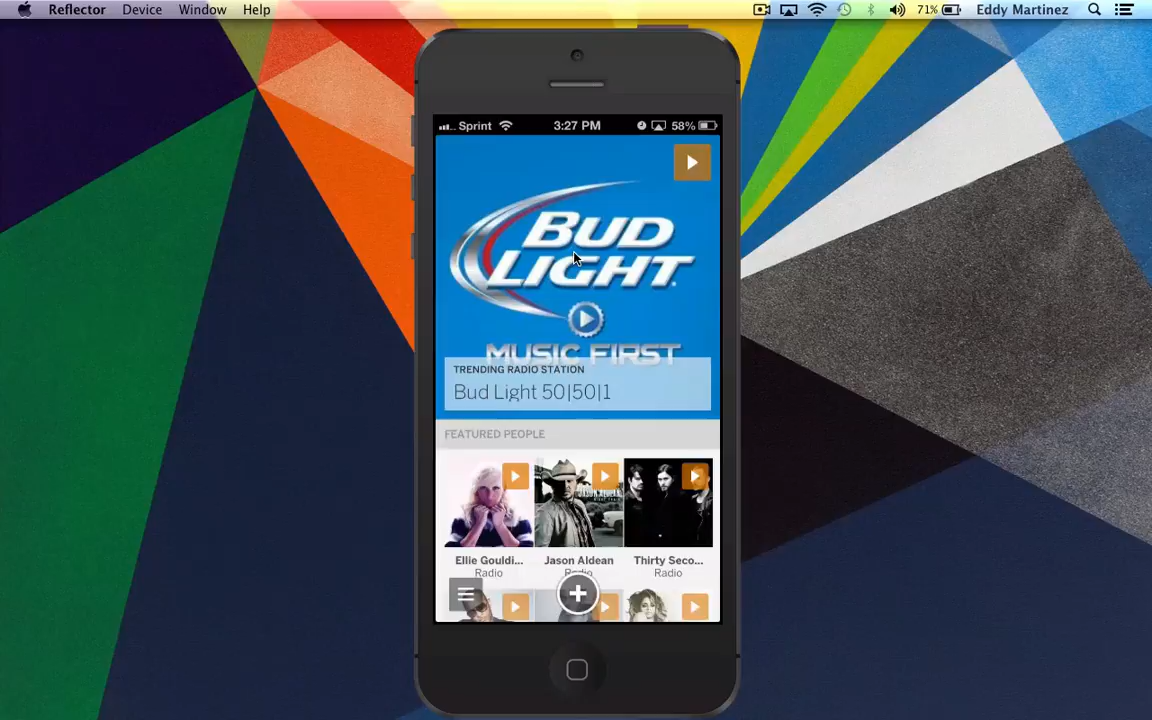 Reflector Device Window Help 71% Eddy Martinez
Sprint 3:27 PM 58%
BUD
LIGHT
MUSIC FIRST
TRENDING RADIO STATION
Bud Light 50|50|1
FEATURED PEOPLE
Ellie Gouldi... Jason Aldean Thirty Seco...
Radio Radio Radio